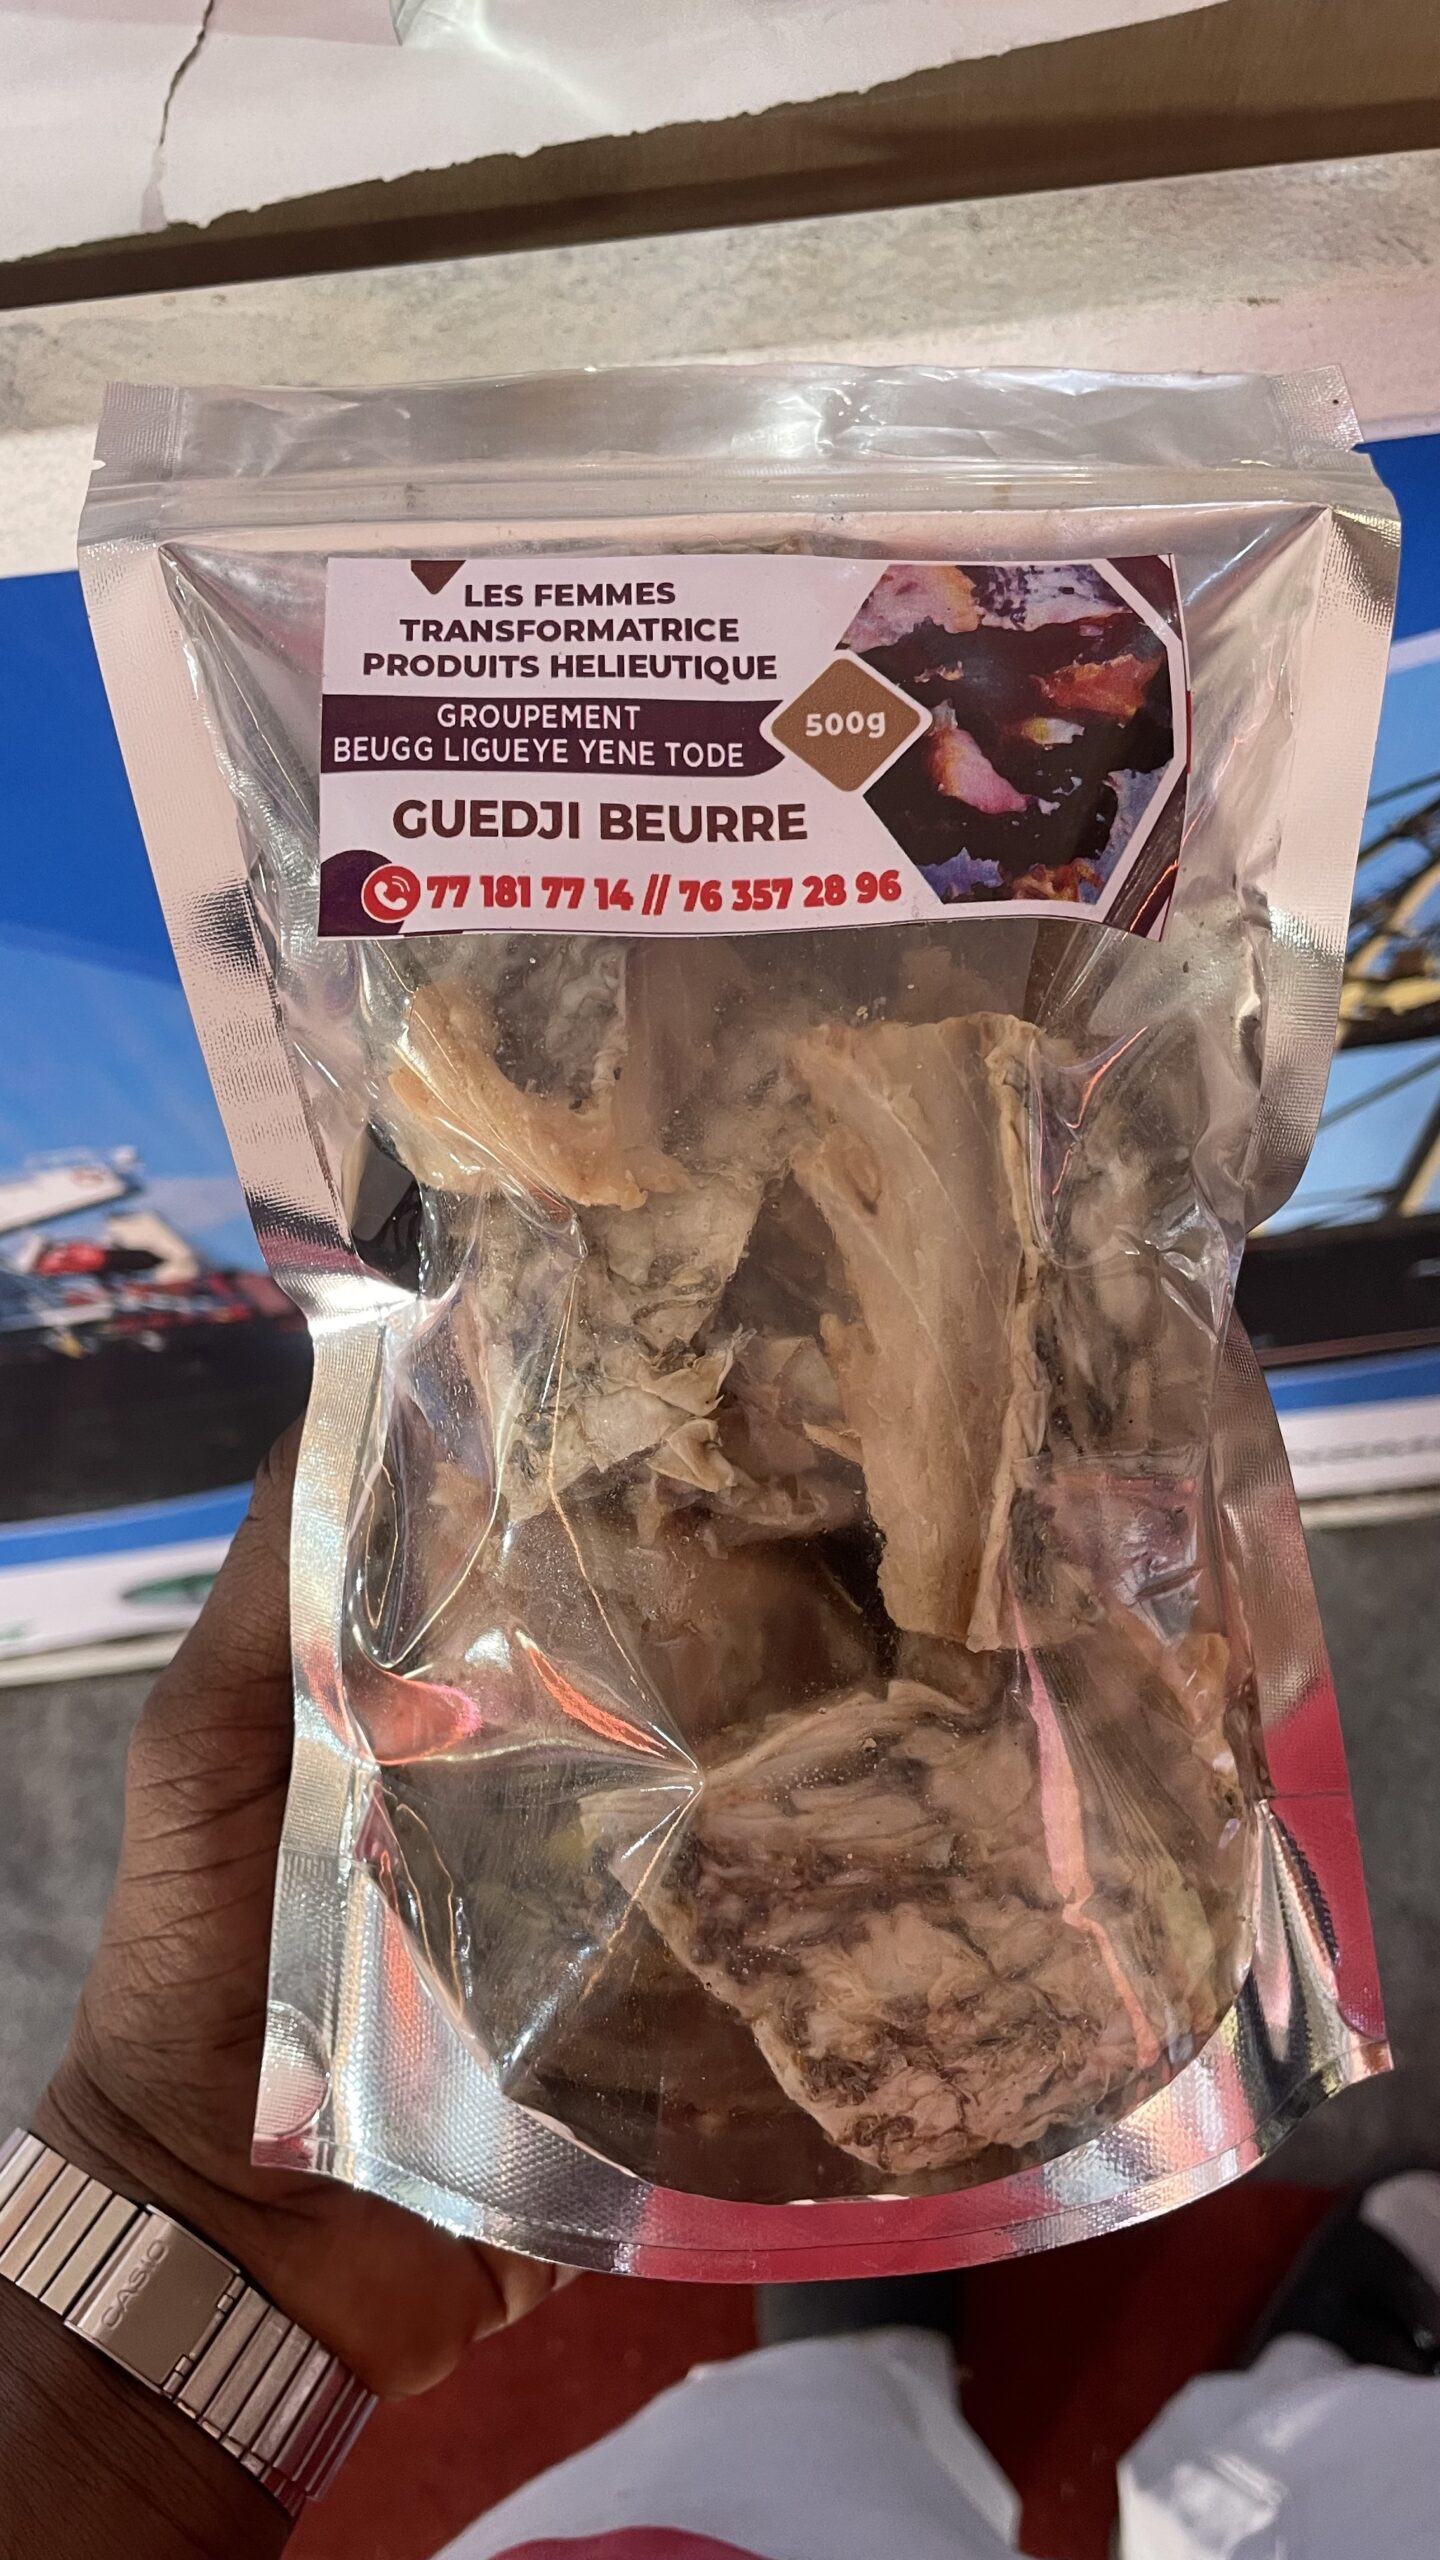 LES FEMMES
TRANSFORMATRICE
PRODUITS HELIEUTIQUE
GROUPEMENT
BEUGG LIGUEYE YENE TODE
500g
GUEDJI BEURRE
77 181 77 14 // 76 357 28 96
CASIO